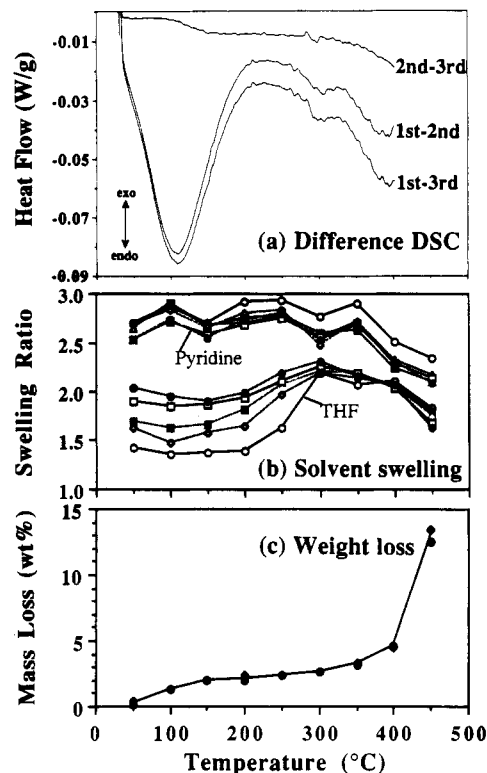 -0.01
-0.03
-0.05
-0.07
-0.09
Heat Flow (W/g)
2nd-3rd
1st-2nd
1st-3rd
exo
endo
(a) Difference DSC
3.0
2.5
2.0
1.5
1.0
Swelling Ratio
Pyridine
THF
(b) Solvent swelling
15
10
5
0
Mass Loss (wt%)
(c) Weight loss
0 100 200 300 400 500
Temperature (°C)